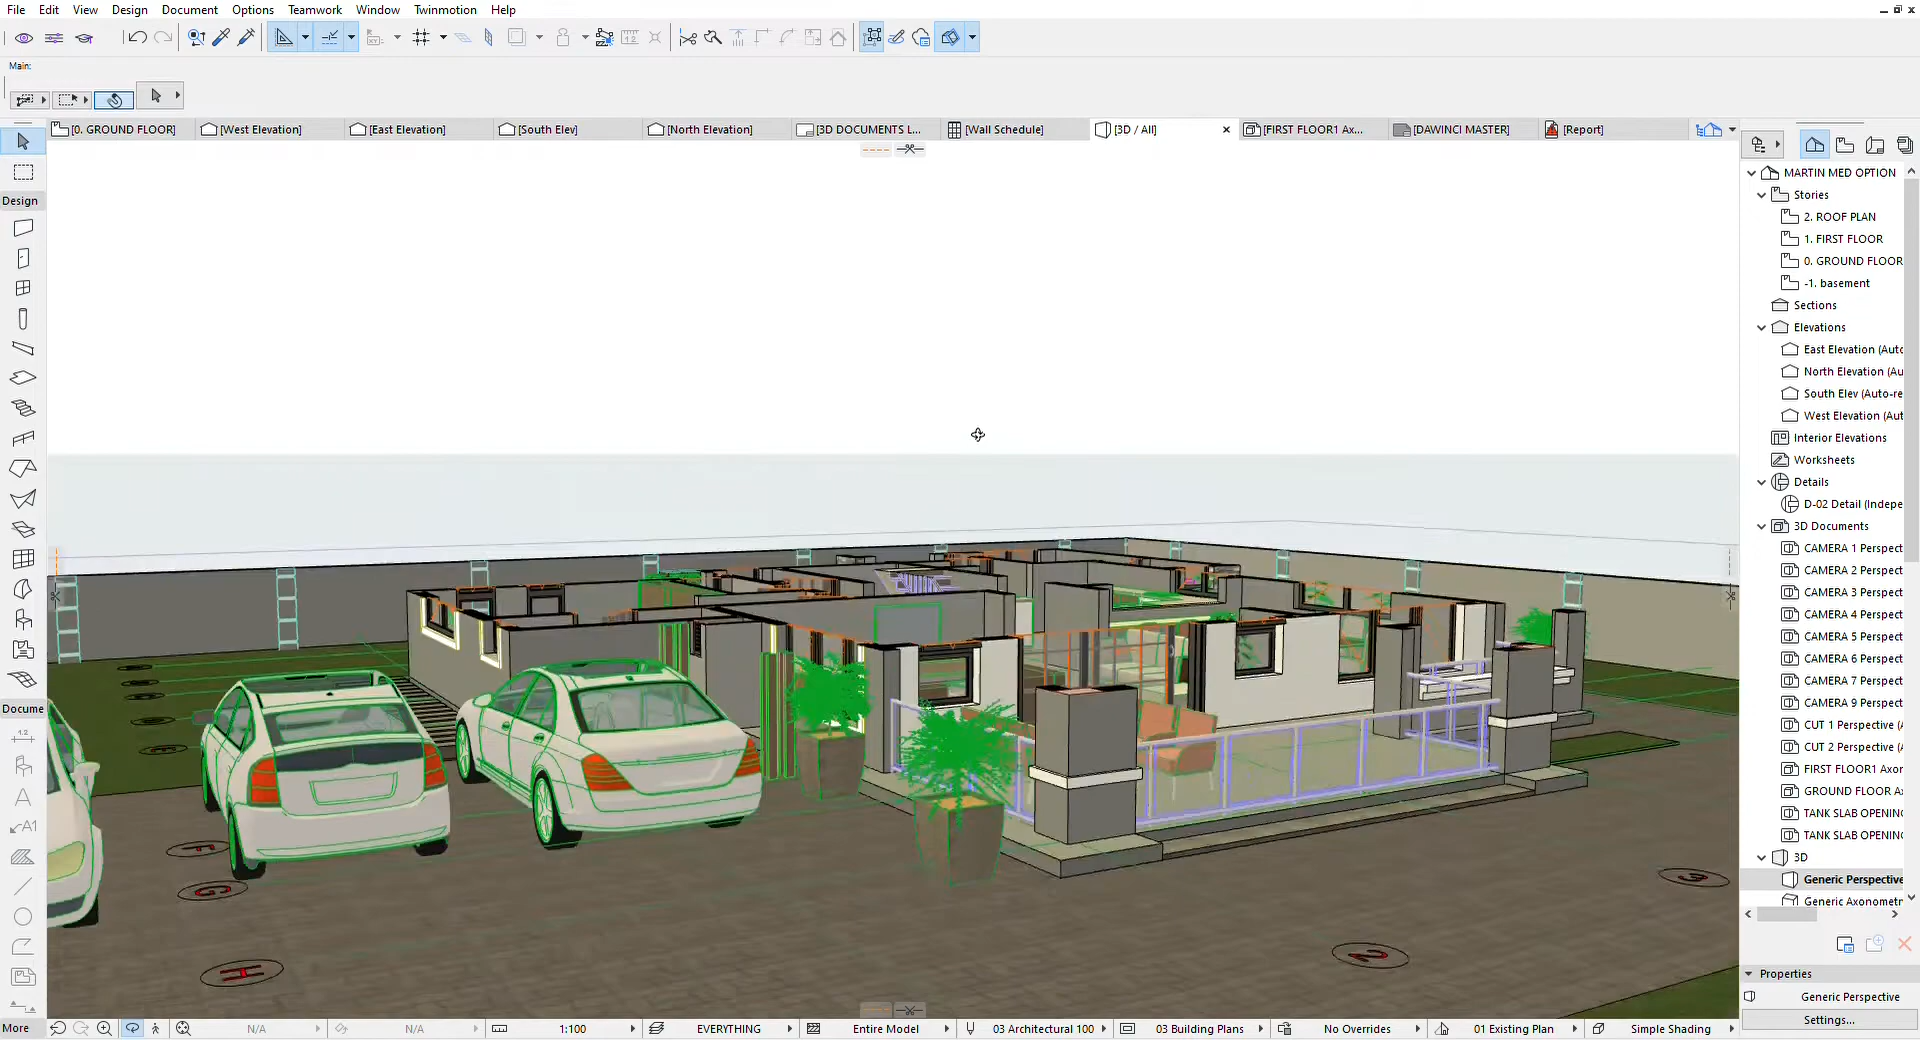 File Edit View Design Document Options Teamwork Window Twinmotion Help
Main:
[0. GROUND FLOOR] [West Elevation] [East Elevation] [South Elev] [North Elevation] [3D DOCUMENTS L... [Wall Schedule] [3D / All] [FIRST FLOOR1 Ax... [DAWINCI MASTER] [Report]
Design
Docume
A1
More
MARTIN MED OPTION
Stories
2. ROOF PLAN
1. FIRST FLOOR
0. GROUND FLOOR
-1. basement
Sections
Elevations
East Elevation (Auto
North Elevation (Au
South Elev (Auto-re
West Elevation (Aut
Interior Elevations
Worksheets
Details
D-02 Detail (Indepe
3D Documents
CAMERA 1 Perspect
CAMERA 2 Perspect
CAMERA 3 Perspect
CAMERA 4 Perspect
CAMERA 5 Perspect
CAMERA 6 Perspect
CAMERA 7 Perspect
CAMERA 9 Perspect
CUT 1 Perspective (A
CUT 2 Perspective (A
FIRST FLOOR1 Axor
GROUND FLOOR Ax
TANK SLAB OPENING
TANK SLAB OPENING
3D
Generic Perspective
Generic Axonometr
Properties
Generic Perspective
Settings...
F
G
H
2
3
N/A N/A 1:100 EVERYTHING Entire Model 03 Architectural 100 03 Building Plans No Overrides 01 Existing Plan Simple Shading